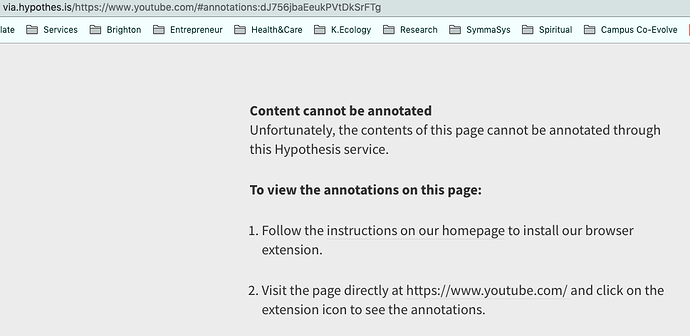 via.hypothes.is/https://www.youtube.com/#annotations:dJ756jbaEeukPVtDkSrFTg
late Services Brighton Entrepreneur Health&Care K.Ecology Research SymmaSys Spiritual Campus Co-Evolve
Content cannot be annotated
Unfortunately, the contents of this page cannot be annotated through
this Hypothesis service.
To view the annotations on this page:
1. Follow the instructions on our homepage to install our browser
extension.
2. Visit the page directly at https://www.youtube.com/ and click on the
extension icon to see the annotations.